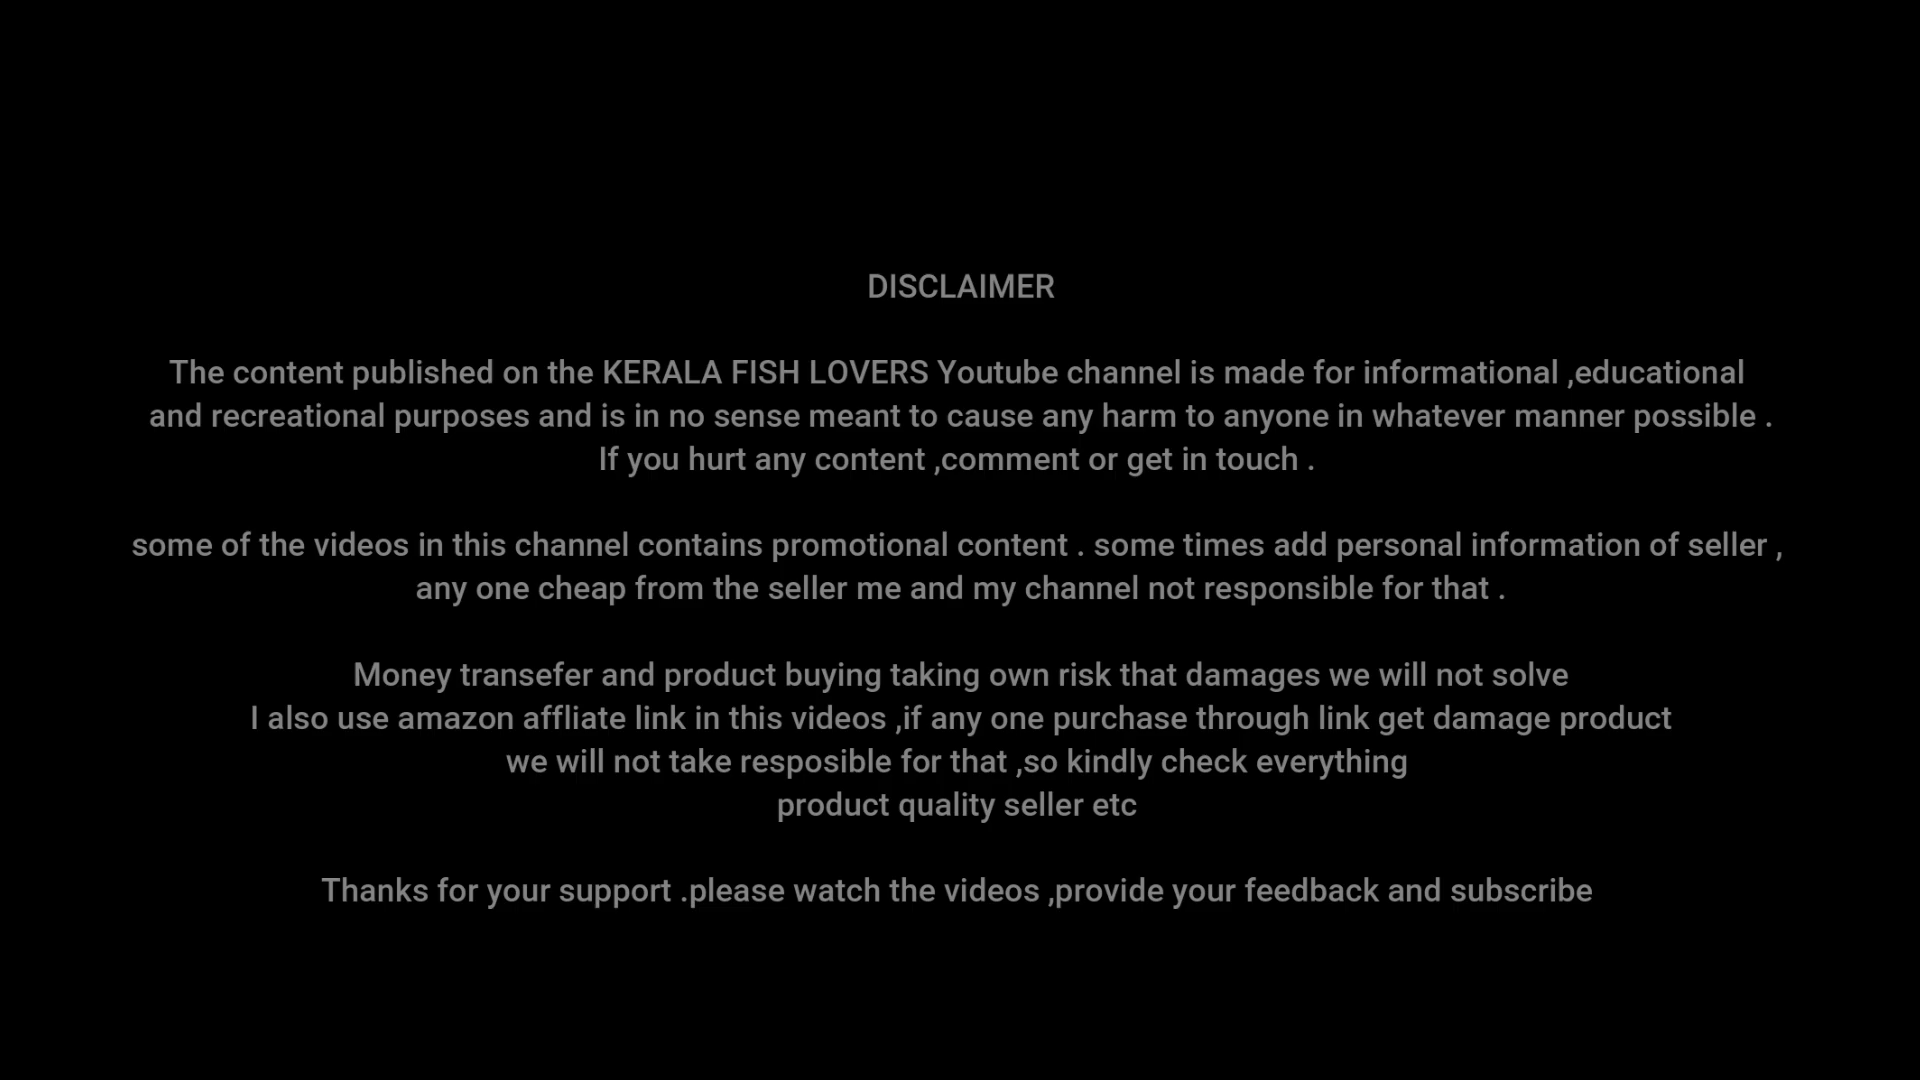 DISCLAIMER
The content published on the KERALA FISH LOVERS Youtube channel is made for informational ,educational
and recreational purposes and is in no sense meant to cause any harm to anyone in whatever manner possible .
If you hurt any content ,comment or get in touch .
some of the videos in this channel contains promotional content . some times add personal information of seller ,
any one cheap from the seller me and my channel not responsible for that .
Money transefer and product buying taking own risk that damages we will not solve
I also use amazon affliate link in this videos ,if any one purchase through link get damage product
we will not take resposible for that ,so kindly check everything
product quality seller etc
Thanks for your support .please watch the videos ,provide your feedback and subscribe